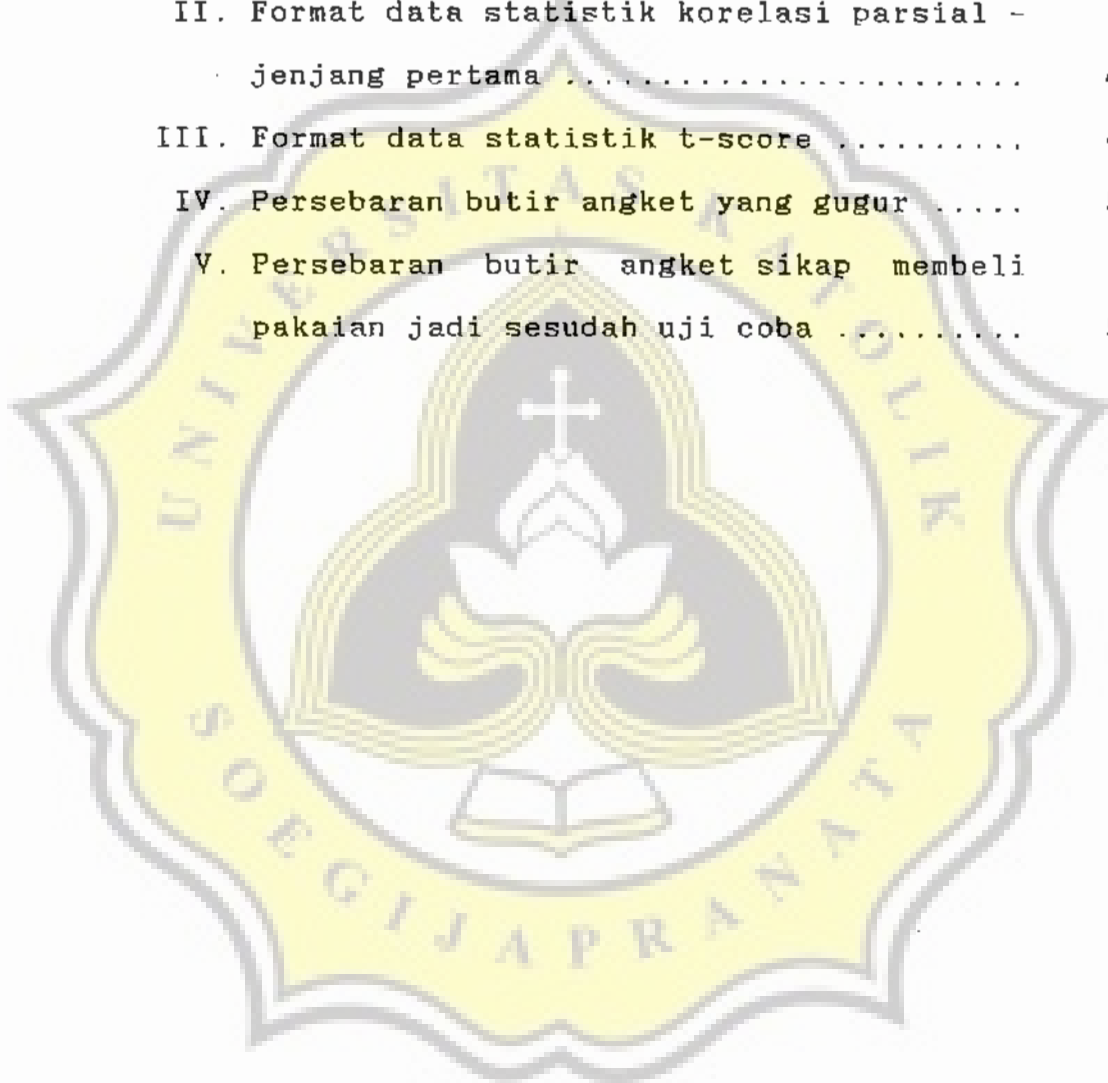 II. Format data statistik korelasi parsial -
jenjang pertama .......................
III. Format data statistik t-score ..........
IV. Persebaran butir angket yang gugur .....
V. Persebaran butir angket sikap membeli
pakaian jadi sesudah uji coba ..........
UNIVERSITAS KATOLIK
SOEGIJAPRANATA